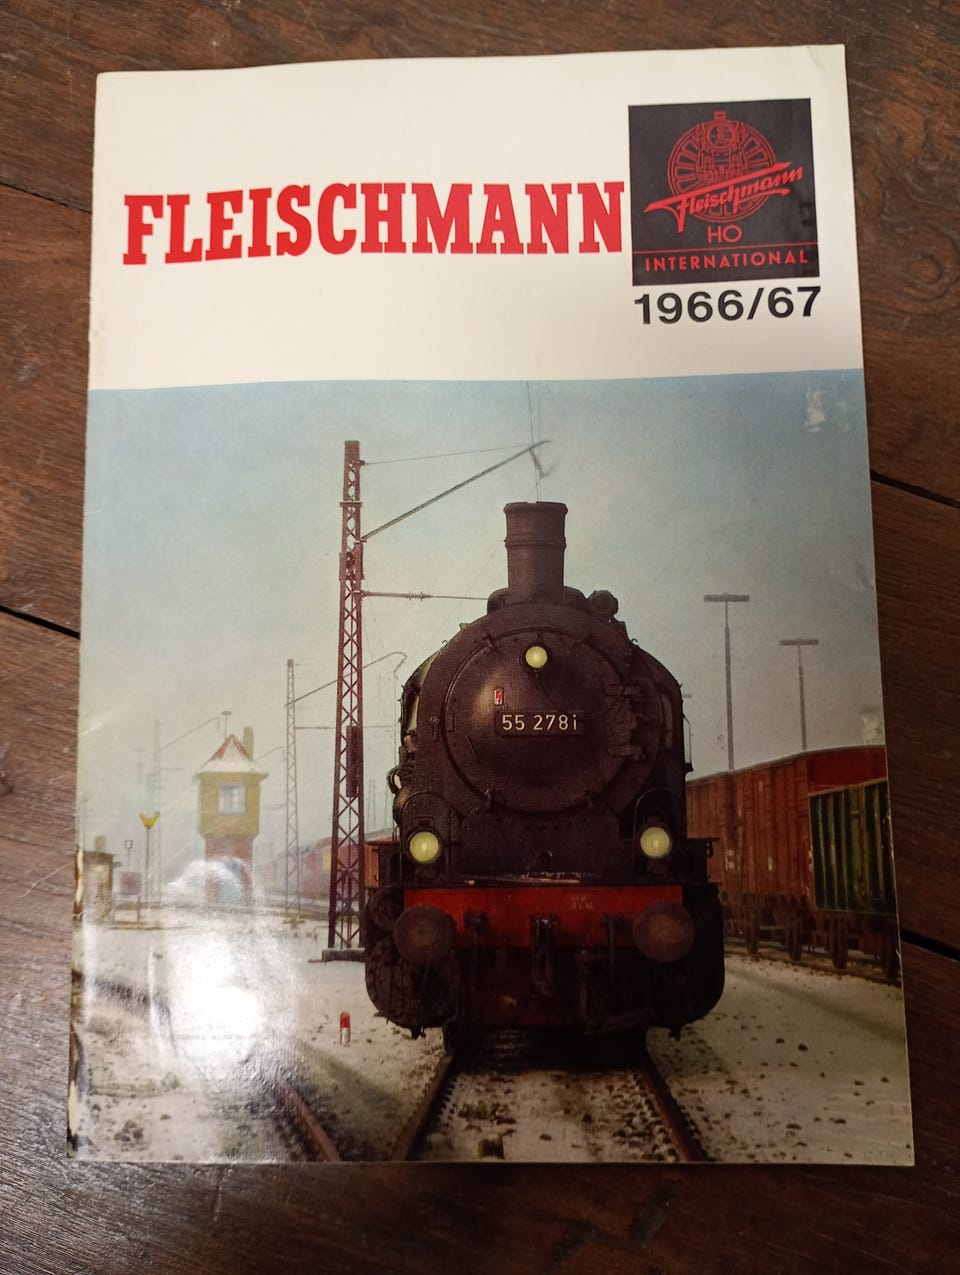 FLEISCHMANN
Fleischmann
HO
INTERNATIONAL
1966/67
55 2781